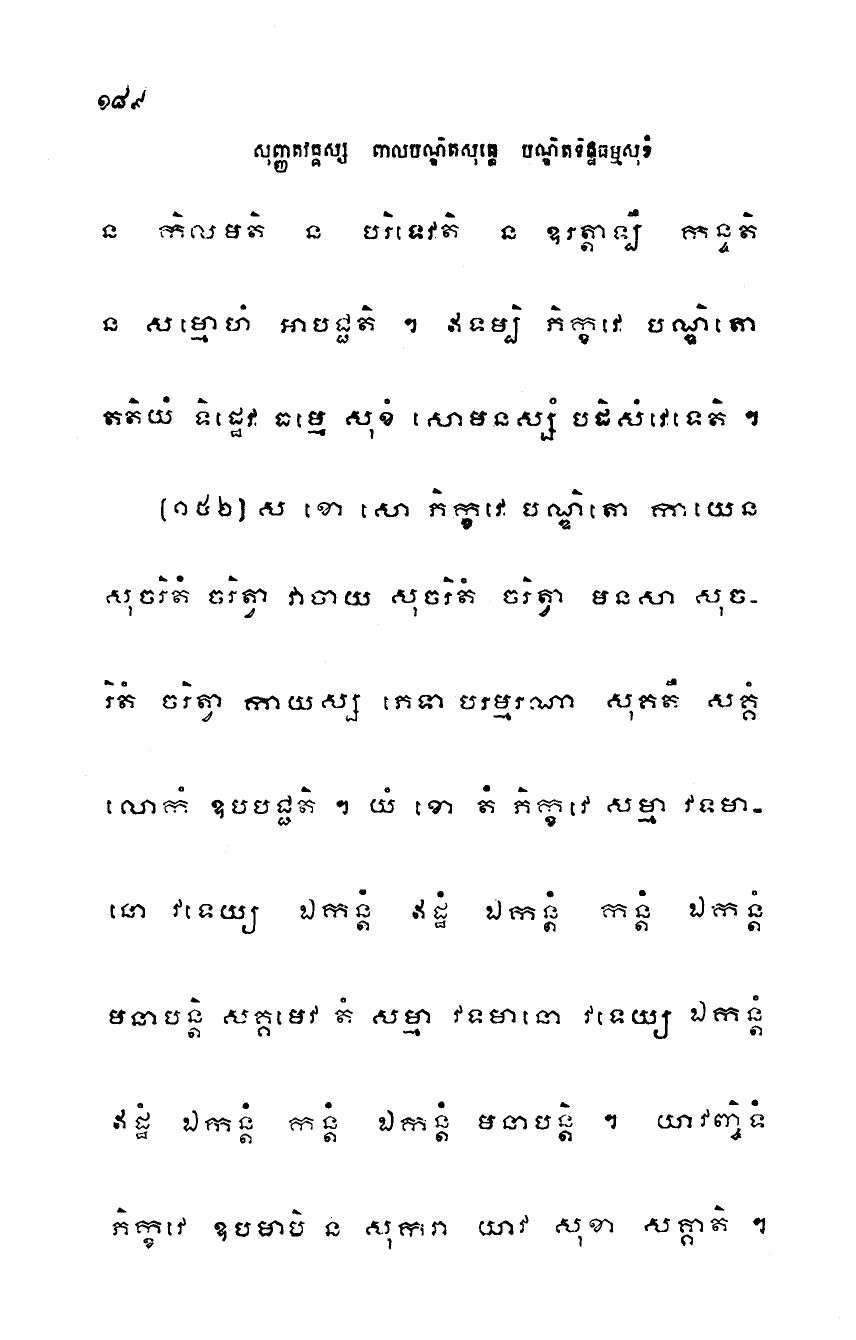 ១៨៩
សុញ្ញតវគ្គស្ស ពាលបណ្ឌិតសុត្តេ បណ្ឌិតទិដ្ឋធម្មសុខំ
ន កិលមតិ ន បរិទេវតិ ន ឧរត្តាឡឹ កន្ទតិ
ន សម្មោហំ អាបជ្ជតិ ។ ឥទម្បិ ភិក្ខវេ បណ្ឌិតោ
តតិយំ ទិដ្ឋេវ ធម្មេ សុខំ សោមនស្សំ បដិសំវេទេតិ ។
(១៥២) ស ខោ សោ ភិក្ខវេ បណ្ឌិតោ កាយេន
សុចរិតំ ចរិត្វា វាចាយ សុចរិតំ ចរិត្វា មនសា សុច-
រិតំ ចរិត្វា កាយស្ស ភេទា បរម្មរណា សុគតឹ សគ្គំ
លោកំ ឧបបជ្ជតិ ។ យំ ខោ តំ ភិក្ខវេ សម្មា វទមា-
នោ វទេយ្យ ឯកន្តំ ឥដ្ឋំ ឯកន្តំ កន្តំ ឯកន្តំ
មនាបន្តិ សគ្គមេវ តំ សម្មា វទមានោ វទេយ្យ ឯកន្តំ
ឥដ្ឋំ ឯកន្តំ កន្តំ ឯកន្តំ មនាបន្តិ ។ យាវញ្ចិទំ
ភិក្ខវេ ឧបមាបិ ន សុករា យាវ សុខា សគ្គាតិ ។